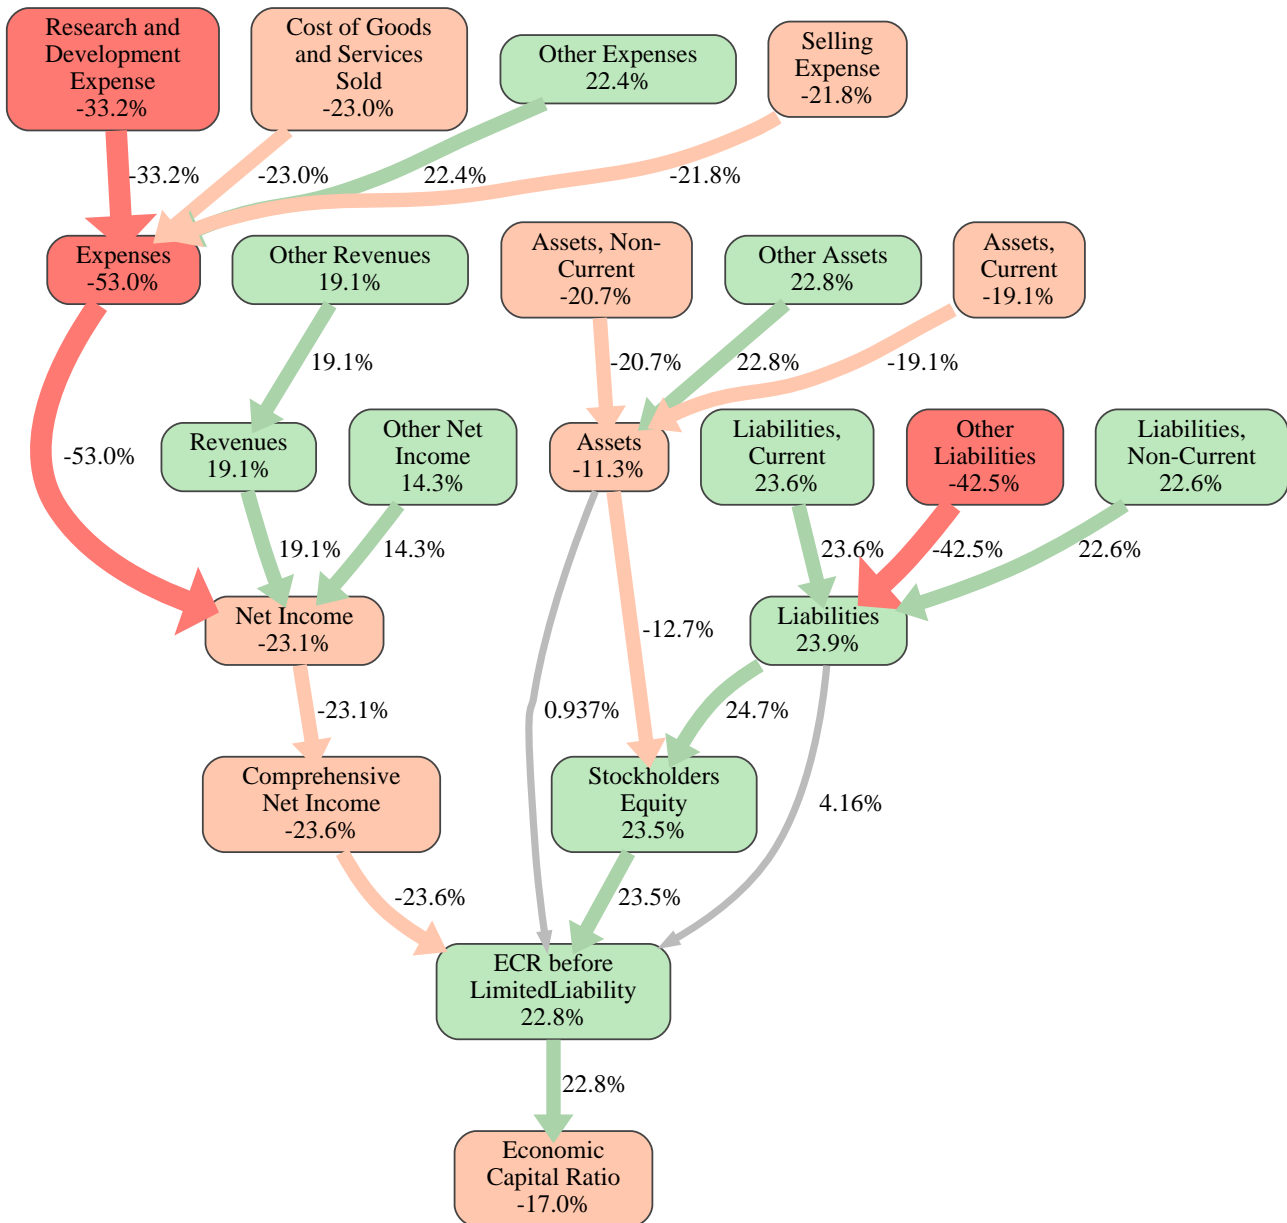 Research and
Development
Expense
-33.2%
Cost of Goods
and Services
Sold
-23.0%
Other Expenses
22.4%
Selling
Expense
-21.8%
-33.2%
-23.0%
22.4%
-21.8%
Expenses
-53.0%
Other Revenues
19.1%
Assets, Non-
Current
-20.7%
Other Assets
22.8%
Assets,
Current
-19.1%
19.1%
-20.7%
22.8%
-19.1%
-53.0%
Revenues
19.1%
Other Net
Income
14.3%
Assets
-11.3%
Liabilities,
Current
23.6%
Other
Liabilities
-42.5%
Liabilities,
Non-Current
22.6%
19.1%
14.3%
23.6%
-42.5%
22.6%
Net Income
-23.1%
-12.7%
Liabilities
23.9%
-23.1%
0.937%
24.7%
Comprehensive
Net Income
-23.6%
Stockholders
Equity
23.5%
4.16%
-23.6%
23.5%
ECR before
LimitedLiability
22.8%
22.8%
Economic
Capital Ratio
-17.0%